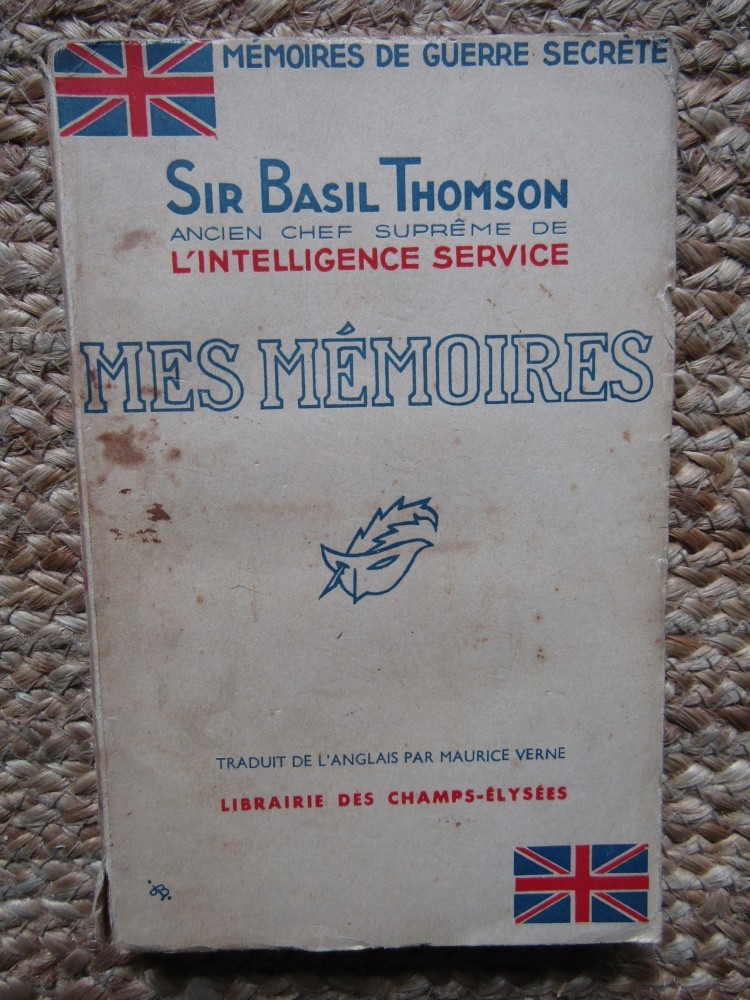 MÉMOIRES DE GUERRE SECRÈTE
SIR BASIL THOMSON
ANCIEN CHEF SUPRÊME DE
L'INTELLIGENCE SERVICE
MES MÉMOIRES
TRADUIT DE L'ANGLAIS PAR MAURICE VERNE
LIBRAIRIE DES CHAMPS-ÉLYSÉES